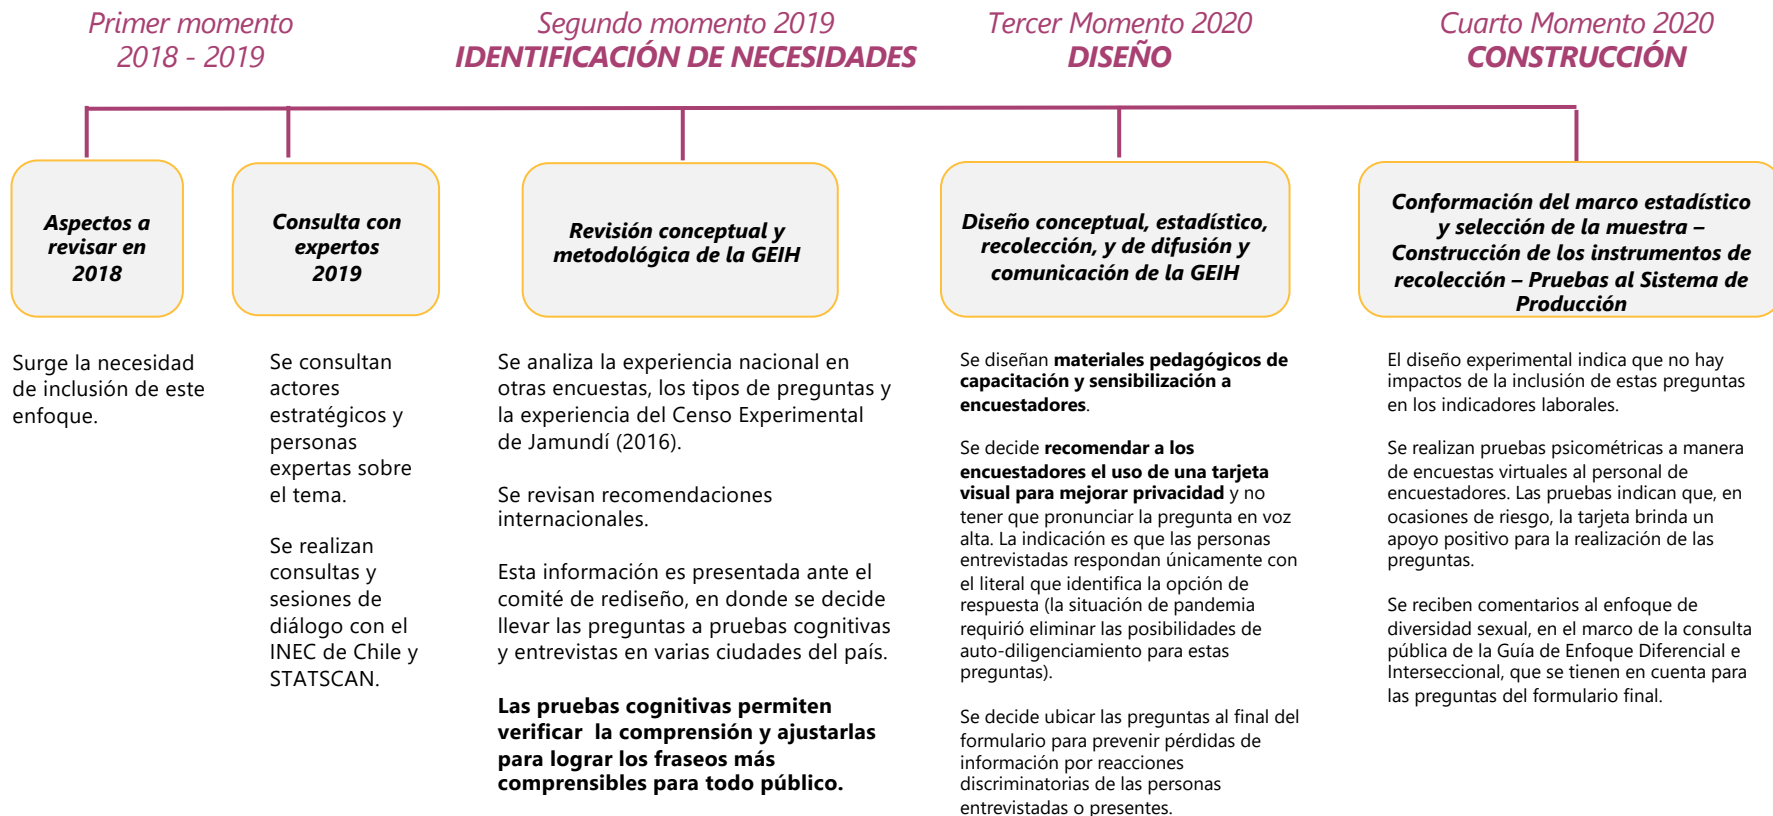 Primer momento
2018 - 2019
Segundo momento 2019
IDENTIFICACIÓN DE NECESIDADES
Tercer Momento 2020
DISEÑO
Cuarto Momento 2020
CONSTRUCCIÓN
Aspectos a
revisar en
2018
Consulta con
expertos
2019
Revisión conceptual y
metodológica de la GEIH
Diseño conceptual, estadístico,
recolección, y de difusión y
comunicación de la GEIH
Conformación del marco estadístico
y selección de la muestra –
Construcción de los instrumentos de
recolección – Pruebas al Sistema de
Producción
Surge la necesidad
de inclusión de este
enfoque.
Se consultan
actores
estratégicos y
personas
expertas sobre
el tema.
Se realizan
consultas y
sesiones de
diálogo con el
INEC de Chile y
STATSCAN.
Se analiza la experiencia nacional en
otras encuestas, los tipos de preguntas y
la experiencia del Censo Experimental
de Jamundí (2016).
Se revisan recomendaciones
internacionales.
Esta información es presentada ante el
comité de rediseño, en donde se decide
llevar las preguntas a pruebas cognitivas
y entrevistas en varias ciudades del país.
Las pruebas cognitivas permiten
verificar  la comprensión y ajustarlas
para lograr los fraseos más
comprensibles para todo público.
Se diseñan materiales pedagógicos de
capacitación y sensibilización a
encuestadores.
Se decide recomendar a los
encuestadores el uso de una tarjeta
visual para mejorar privacidad y no
tener que pronunciar la pregunta en voz
alta. La indicación es que las personas
entrevistadas respondan únicamente con
el literal que identifica la opción de
respuesta (la situación de pandemia
requirió eliminar las posibilidades de
auto-diligenciamiento para estas
preguntas).
Se decide ubicar las preguntas al final del
formulario para prevenir pérdidas de
información por reacciones
discriminatorias de las personas
entrevistadas o presentes.
El diseño experimental indica que no hay
impactos de la inclusión de estas preguntas
en los indicadores laborales.
Se realizan pruebas psicométricas a manera
de encuestas virtuales al personal de
encuestadores. Las pruebas indican que, en
ocasiones de riesgo, la tarjeta brinda un
apoyo positivo para la realización de las
preguntas.
Se reciben comentarios al enfoque de
diversidad sexual, en el marco de la consulta
pública de la Guía de Enfoque Diferencial e
Interseccional, que se tienen en cuenta para
las preguntas del formulario final.